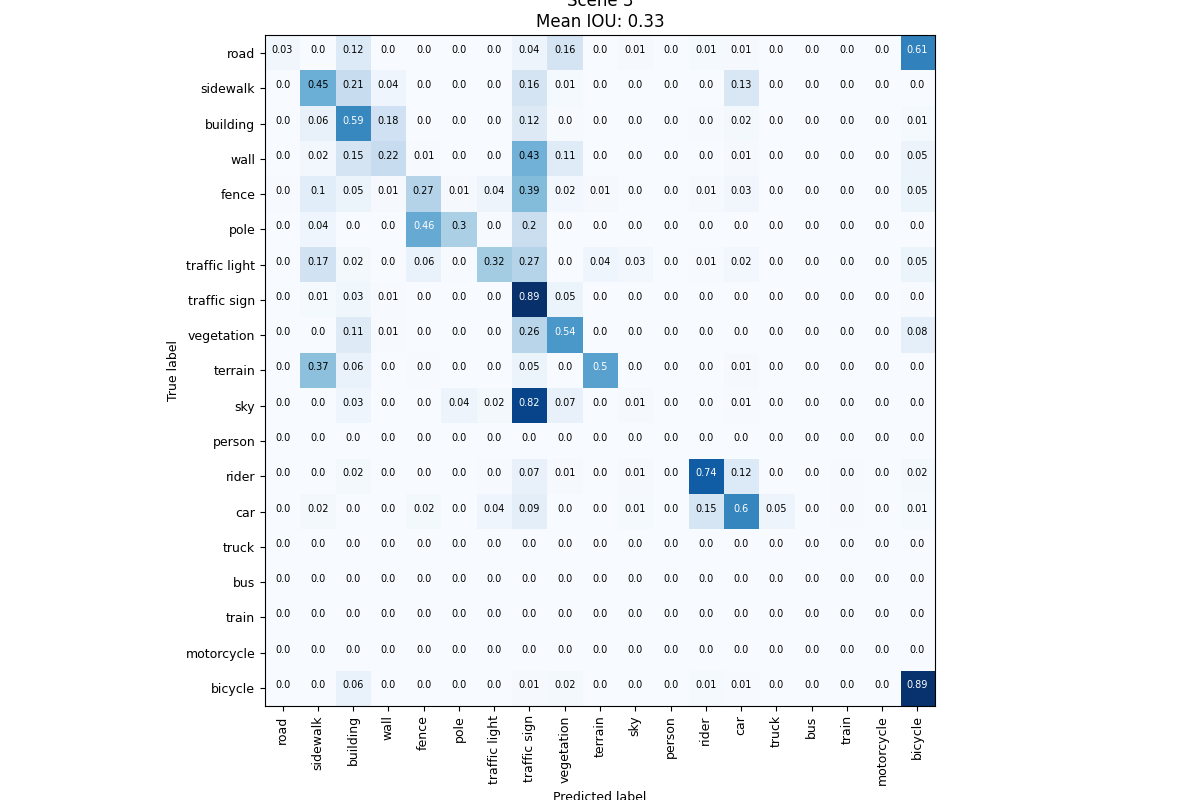 Scene 3
Mean IOU: 0.33
road 0.03 0.0 0.12 0.0 0.0 0.0 0.0 0.04 0.16 0.0 0.01 0.0 0.01 0.01 0.0 0.0 0.0 0.0 0.61
sidewalk 0.0 0.45 0.21 0.04 0.0 0.0 0.0 0.16 0.01 0.0 0.0 0.0 0.0 0.13 0.0 0.0 0.0 0.0 0.0
building 0.0 0.06 0.59 0.18 0.0 0.0 0.0 0.12 0.0 0.0 0.0 0.0 0.0 0.02 0.0 0.0 0.0 0.0 0.01
wall 0.0 0.02 0.15 0.22 0.01 0.0 0.0 0.43 0.11 0.0 0.0 0.0 0.0 0.01 0.0 0.0 0.0 0.0 0.05
fence 0.0 0.1 0.05 0.01 0.27 0.01 0.04 0.39 0.02 0.01 0.0 0.0 0.01 0.03 0.0 0.0 0.0 0.0 0.05
pole 0.0 0.04 0.0 0.0 0.46 0.3 0.0 0.2 0.0 0.0 0.0 0.0 0.0 0.0 0.0 0.0 0.0 0.0 0.0
traffic light 0.0 0.17 0.02 0.0 0.06 0.0 0.32 0.27 0.0 0.04 0.03 0.0 0.01 0.02 0.0 0.0 0.0 0.0 0.05
traffic sign 0.0 0.01 0.03 0.01 0.0 0.0 0.0 0.89 0.05 0.0 0.0 0.0 0.0 0.0 0.0 0.0 0.0 0.0 0.0
vegetation 0.0 0.0 0.11 0.01 0.0 0.0 0.0 0.26 0.54 0.0 0.0 0.0 0.0 0.0 0.0 0.0 0.0 0.0 0.08
terrain 0.0 0.37 0.06 0.0 0.0 0.0 0.0 0.05 0.0 0.5 0.0 0.0 0.0 0.01 0.0 0.0 0.0 0.0 0.0
sky 0.0 0.0 0.03 0.0 0.0 0.04 0.02 0.82 0.07 0.0 0.01 0.0 0.0 0.01 0.0 0.0 0.0 0.0 0.0
person 0.0 0.0 0.0 0.0 0.0 0.0 0.0 0.0 0.0 0.0 0.0 0.0 0.0 0.0 0.0 0.0 0.0 0.0 0.0
rider 0.0 0.0 0.02 0.0 0.0 0.0 0.0 0.07 0.01 0.0 0.01 0.0 0.74 0.12 0.0 0.0 0.0 0.0 0.02
car 0.0 0.02 0.0 0.0 0.02 0.0 0.04 0.09 0.0 0.0 0.01 0.0 0.15 0.6 0.05 0.0 0.0 0.0 0.01
truck 0.0 0.0 0.0 0.0 0.0 0.0 0.0 0.0 0.0 0.0 0.0 0.0 0.0 0.0 0.0 0.0 0.0 0.0 0.0
bus 0.0 0.0 0.0 0.0 0.0 0.0 0.0 0.0 0.0 0.0 0.0 0.0 0.0 0.0 0.0 0.0 0.0 0.0 0.0
train 0.0 0.0 0.0 0.0 0.0 0.0 0.0 0.0 0.0 0.0 0.0 0.0 0.0 0.0 0.0 0.0 0.0 0.0 0.0
motorcycle 0.0 0.0 0.0 0.0 0.0 0.0 0.0 0.0 0.0 0.0 0.0 0.0 0.0 0.0 0.0 0.0 0.0 0.0 0.0
bicycle 0.0 0.0 0.06 0.0 0.0 0.0 0.0 0.01 0.02 0.0 0.0 0.0 0.01 0.01 0.0 0.0 0.0 0.0 0.89
True label
road sidewalk building wall fence pole traffic light traffic sign vegetation terrain sky person rider car truck bus train motorcycle bicycle
Predicted label